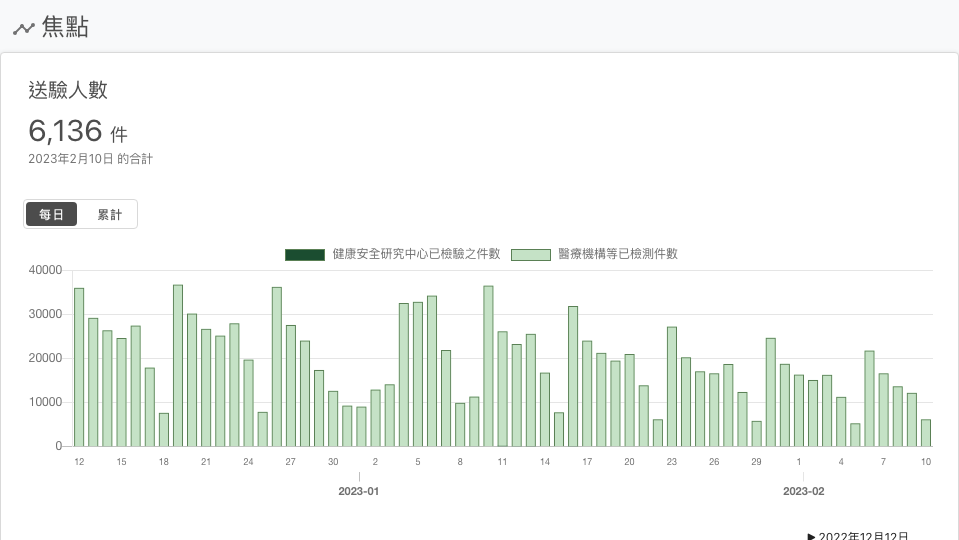 焦點
送驗人數
6,136 件
2023年2月10日 的合計
每日 累計
健康安全研究中心已檢驗之件數 醫療機構等已檢測件數
40000
30000
20000
10000
0
12 15 18 21 24 27 30 2 5 8 11 14 17 20 23 26 29 1 4 7 10
2023-01 2023-02
▶ 2022年12月12日